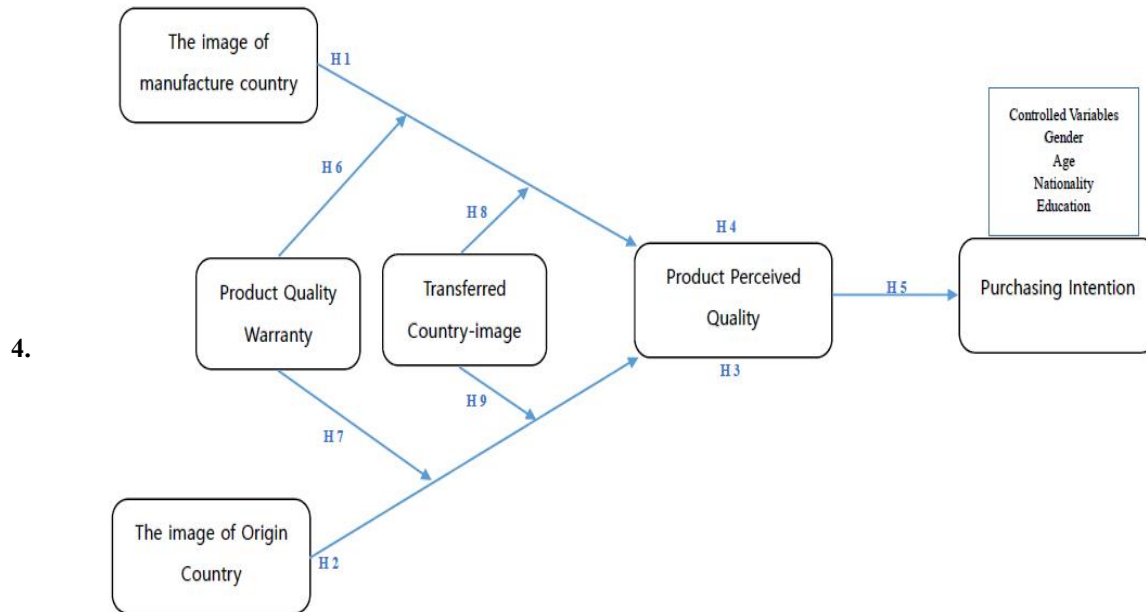 The image of
manufacture country
H1
Controlled Variables
Gender
Age
Nationality
Education
H6
H8
H4
Product Quality
Warranty
Transferred
Country-image
Product Perceived
Quality
H5
Purchasing Intention
4.
H3
H9
H7
The image of Origin
Country
H2